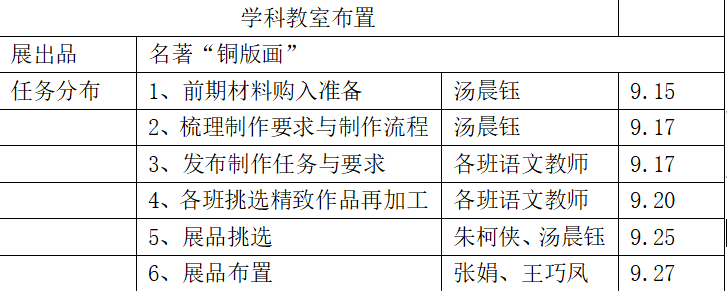 学科教室布置
展出品 名著“铜版画”
任务分布 1、前期材料购入准备 汤晨钰 9.15
2、梳理制作要求与制作流程 汤晨钰 9.17
3、发布制作任务与要求 各班语文教师 9.17
4、各班挑选精致作品再加工 各班语文教师 9.20
5、展品挑选 朱柯侠、汤晨钰 9.25
6、展品布置 张娟、王巧凤 9.27